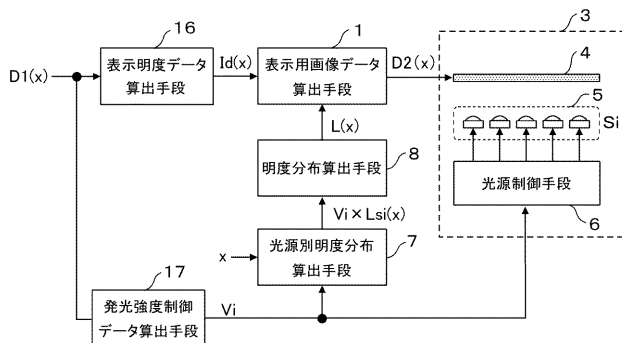 16
1
3
D1(x)
表示明度データ
算出手段
Id(x)
表示用画像データ
算出手段
D2(x)
4
5
Si
L(x)
明度分布算出手段
8
光源制御手段
6
Vi×Lsi(x)
x
光源別明度分布
算出手段
7
17
発光強度制御
データ算出手段
Vi